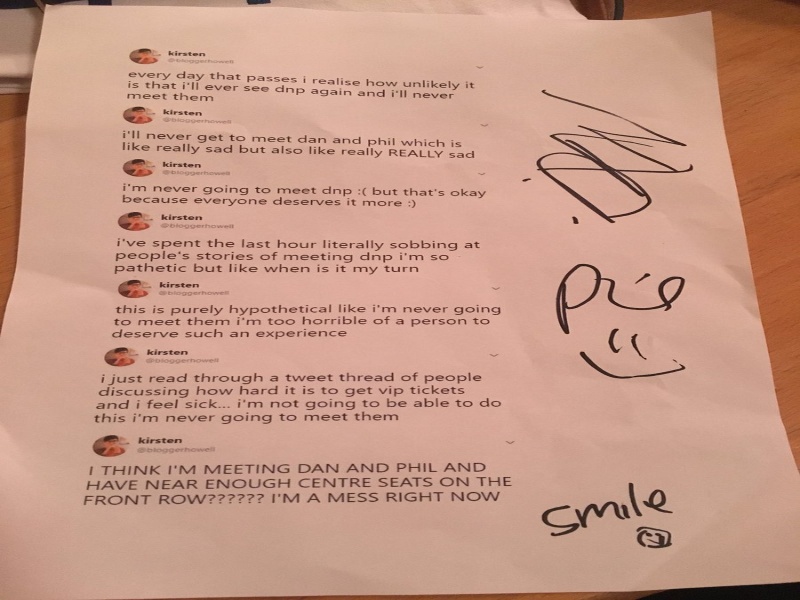 kirsten
@bloggerhowell
every day that passes i realise how unlikely it
is that i'll ever see dnp again and i'll never
meet them
kirsten
@bloggerhowell
i'll never get to meet dan and phil which is
like really sad but also like really REALLY sad
kirsten
@bloggerhowell
i'm never going to meet dnp :( but that's okay
because everyone deserves it more :)
kirsten
@bloggerhowell
i've spent the last hour literally sobbing at
people's stories of meeting dnp i'm so
pathetic but like when is it my turn
kirsten
@bloggerhowell
this is purely hypothetical like i'm never going
to meet them i'm too horrible of a person to
deserve such an experience
kirsten
@bloggerhowell
i just read through a tweet thread of people
discussing how hard it is to get vip tickets
and i feel sick... i'm not going to be able to do
this i'm never going to meet them
kirsten
@bloggerhowell
I THINK I'M MEETING DAN AND PHIL AND
HAVE NEAR ENOUGH CENTRE SEATS ON THE
FRONT ROW?????? I'M A MESS RIGHT NOW
smile